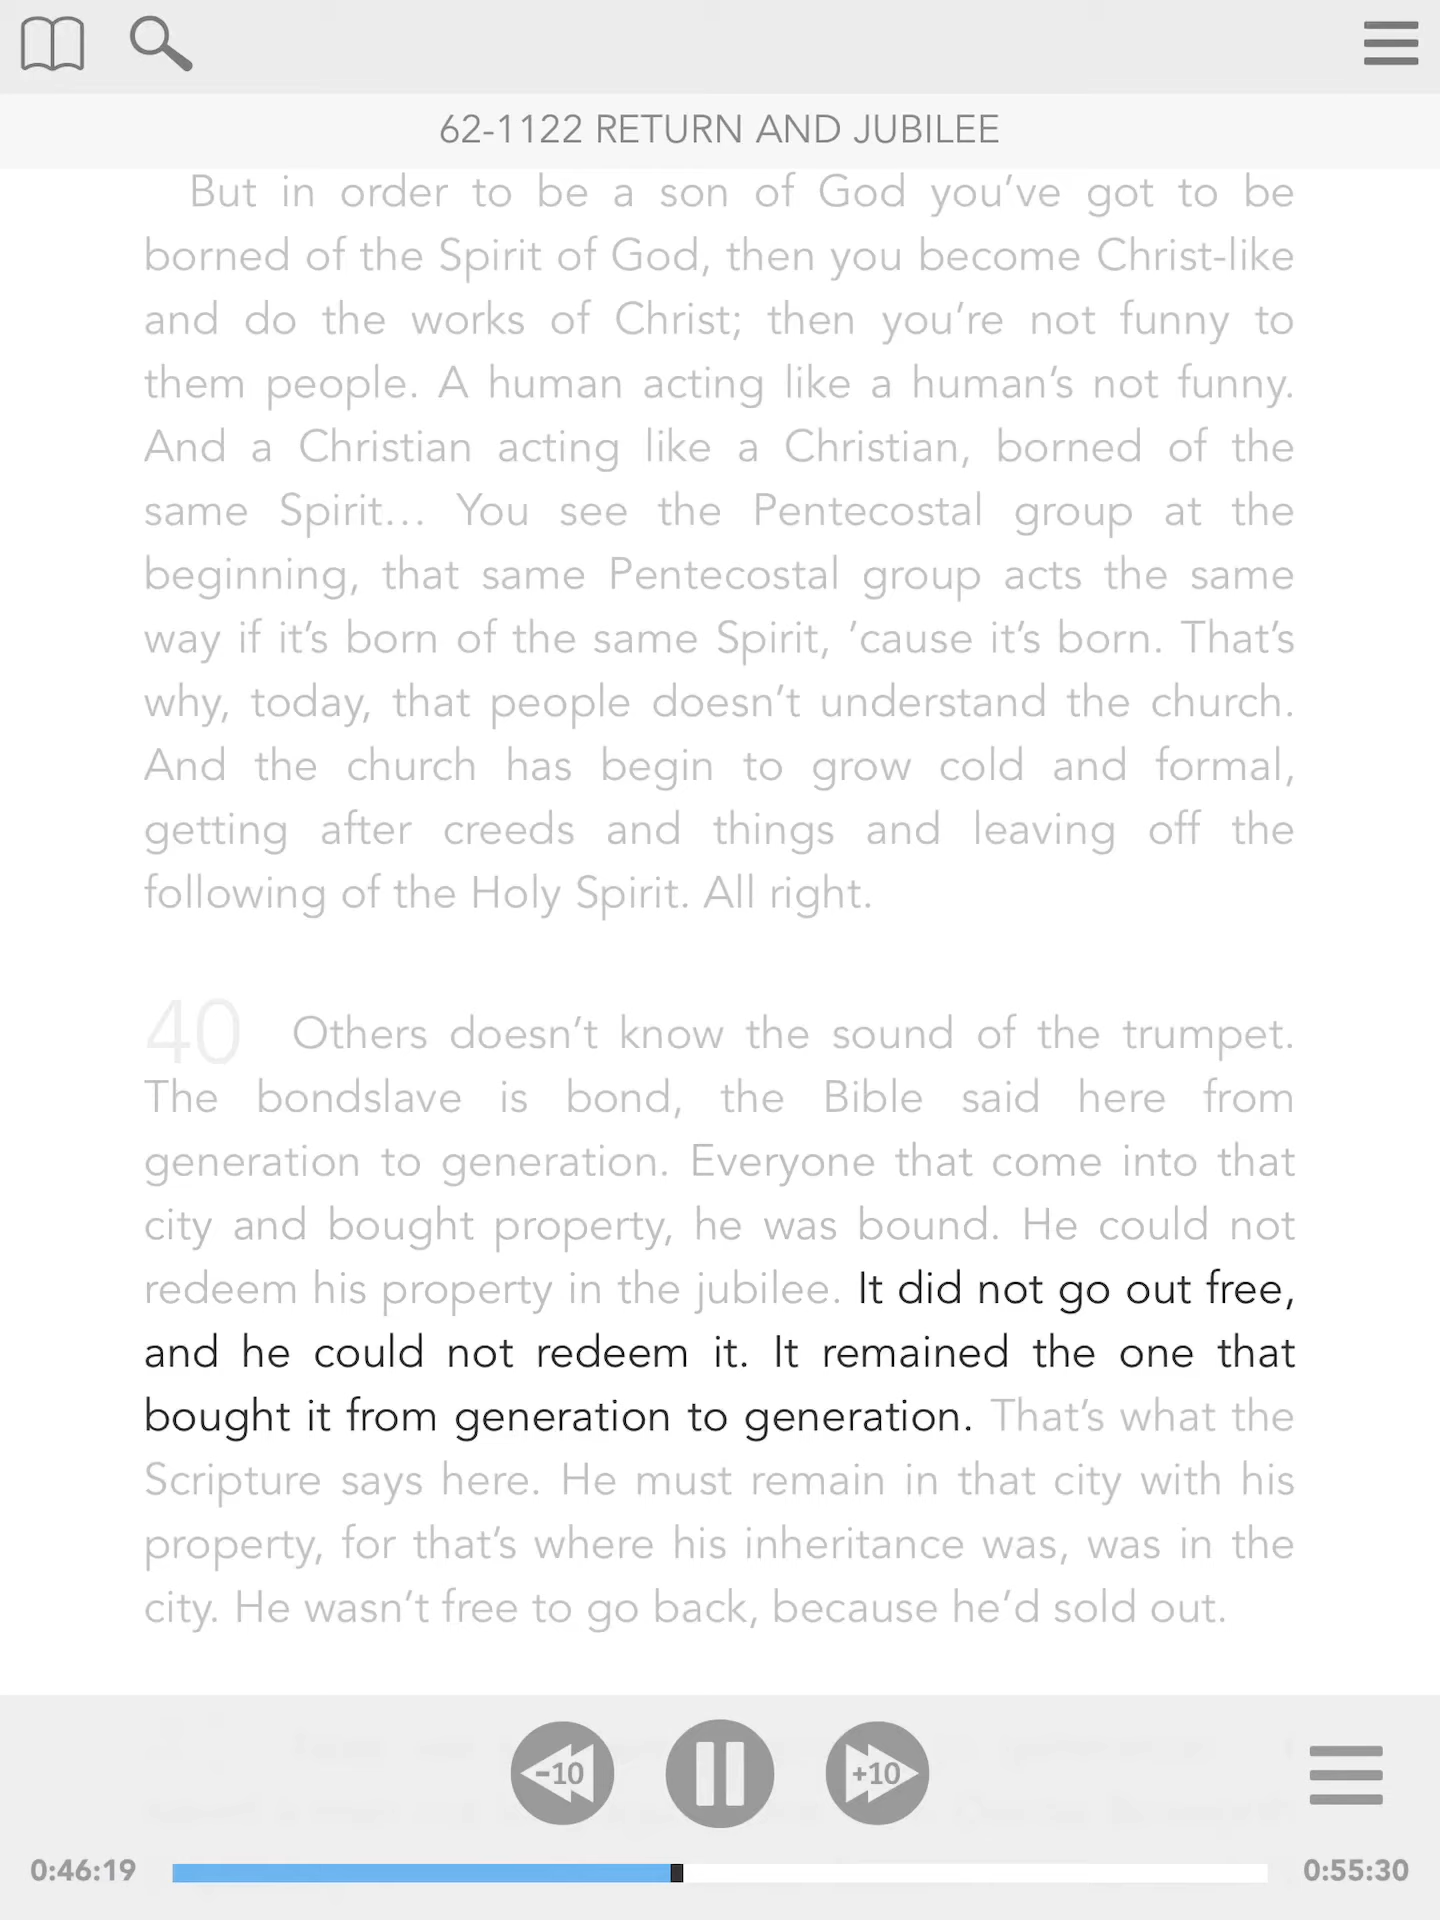 62-1122 RETURN AND JUBILEE
But in order to be a son of God you’ve got to be
borned of the Spirit of God, then you become Christ-like
and do the works of Christ; then you’re not funny to
them people. A human acting like a human’s not funny.
And a Christian acting like a Christian, borned of the
same Spirit… You see the Pentecostal group at the
beginning, that same Pentecostal group acts the same
way if it’s born of the same Spirit, ’cause it’s born. That’s
why, today, that people doesn’t understand the church.
And the church has begin to grow cold and formal,
getting after creeds and things and leaving off the
following of the Holy Spirit. All right.
40 Others doesn’t know the sound of the trumpet.
The bondslave is bond, the Bible said here from
generation to generation. Everyone that come into that
city and bought property, he was bound. He could not
redeem his property in the jubilee. It did not go out free,
and he could not redeem it. It remained the one that
bought it from generation to generation. That’s what the
Scripture says here. He must remain in that city with his
property, for that’s where his inheritance was, was in the
city. He wasn’t free to go back, because he’d sold out.
-10 +10
0:46:19 0:55:30